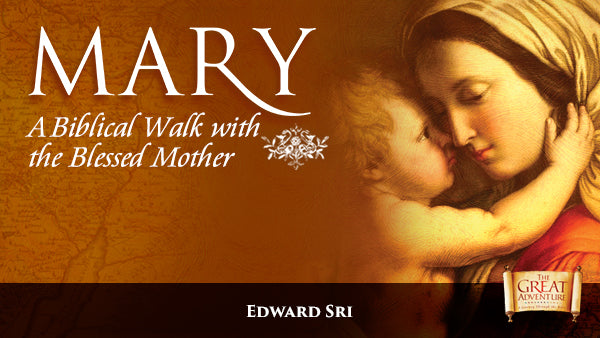 MARY
A Biblical Walk with
the Blessed Mother
THE
GREAT
ADVENTURE
EDWARD SRI